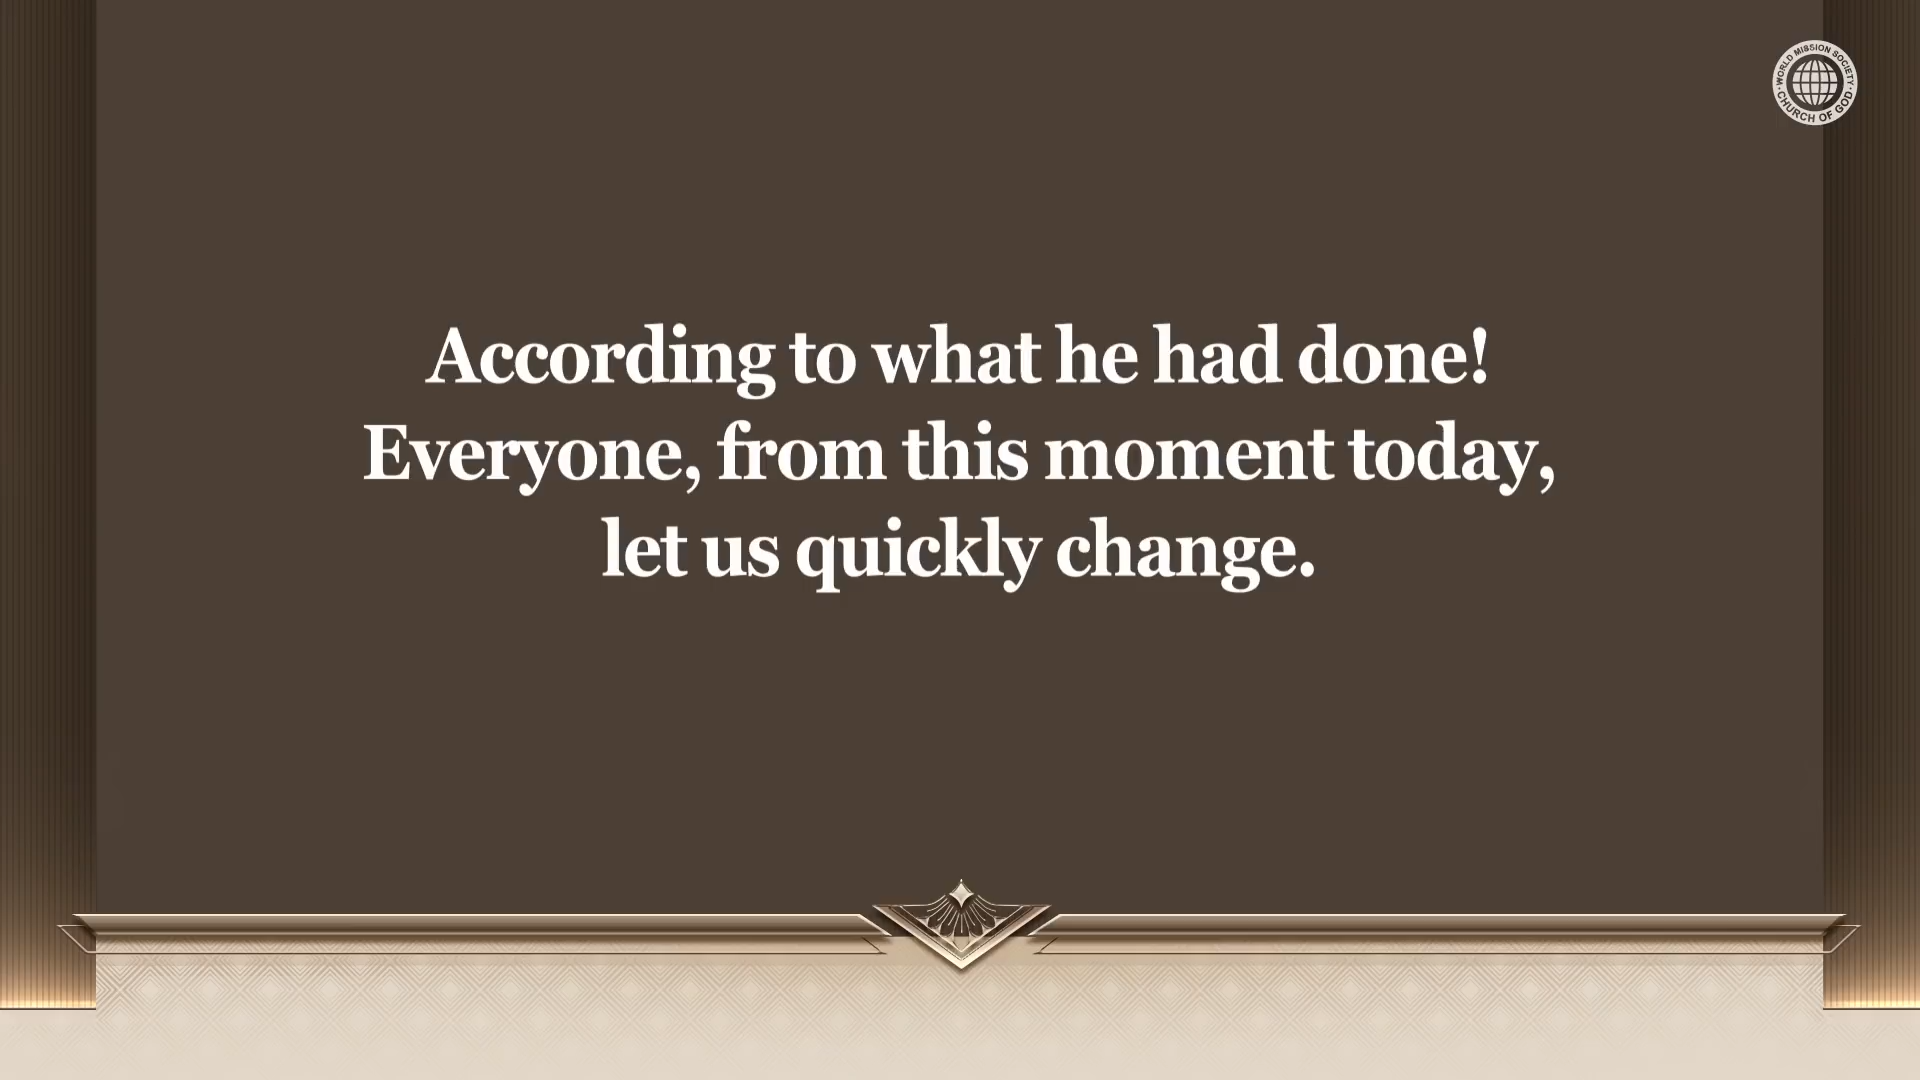 WORLD MISSION SOCIETY
CHURCH OF GOD
According to what he had done!
Everyone, from this moment today,
let us quickly change.